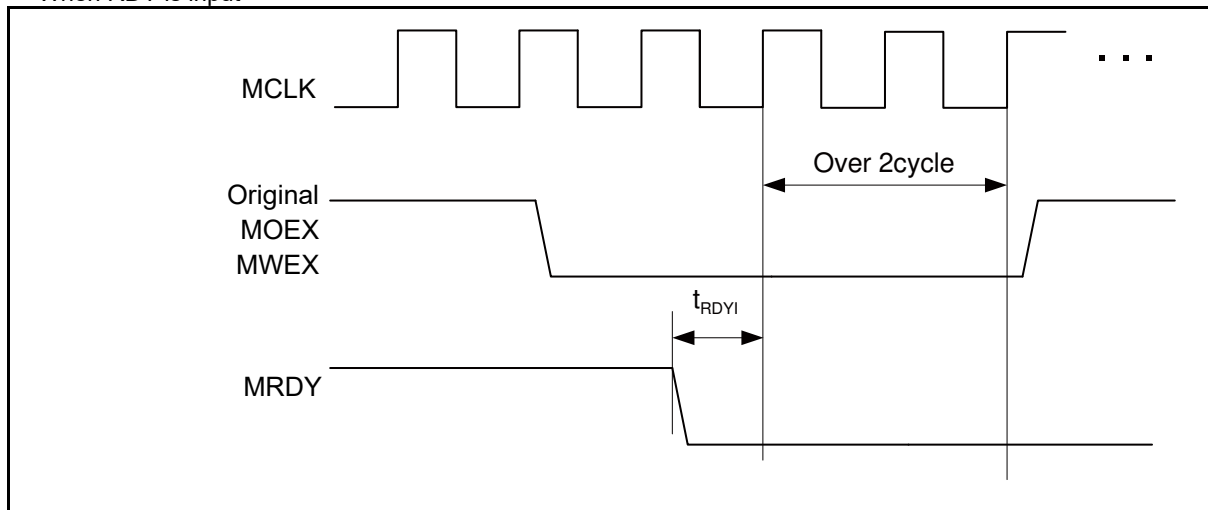 MCLK
Over 2cycle
Original
MOEX
MWEX
tRDYI
MRDY
. . .